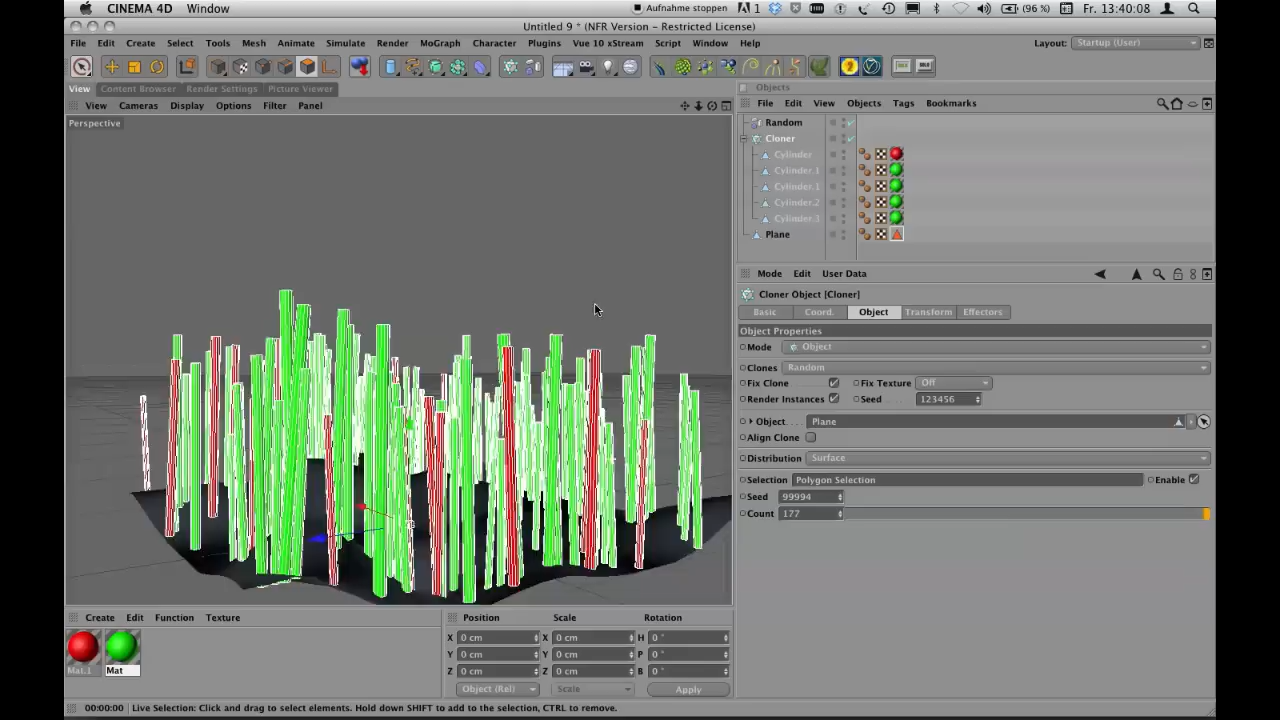 CINEMA 4D Window Aufnahme stoppen 1 (96 %) Fr. 13:40:08
Untitled 9 * (NFR Version - Restricted License)
File Edit Create Select Tools Mesh Animate Simulate Render MoGraph Character Plugins Vue 10 xStream Script Window Help Layout: Startup (User)
View Content Browser Render Settings Picture Viewer
View Cameras Display Options Filter Panel
Perspective
Objects
File Edit View Objects Tags Bookmarks
Random
Cloner
Cylinder
Cylinder.1
Cylinder.1
Cylinder.2
Cylinder.3
Plane
Mode Edit User Data
Cloner Object [Cloner]
Basic Coord. Object Transform Effectors
Object Properties
Mode Object
Clones Random
Fix Clone Fix Texture Off
Render Instances Seed 123456
Object Plane
Align Clone
Distribution Surface
Selection Polygon Selection Enable
Seed 99994
Count 177
Create Edit Function Texture
Mat.1 Mat
Position Scale Rotation
X 0 cm X 0 cm H 0 °
Y 0 cm Y 0 cm P 0 °
Z 0 cm Z 0 cm B 0 °
Object (Rel) Scale Apply
00:00:00 Live Selection: Click and drag to select elements. Hold down SHIFT to add to the selection, CTRL to remove.